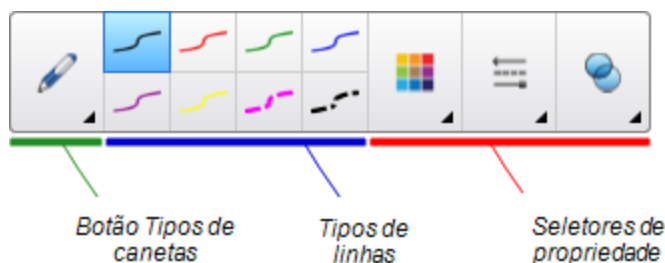 Botão Tipos de
canetas
Tipos de
linhas
Seletores de
propriedade